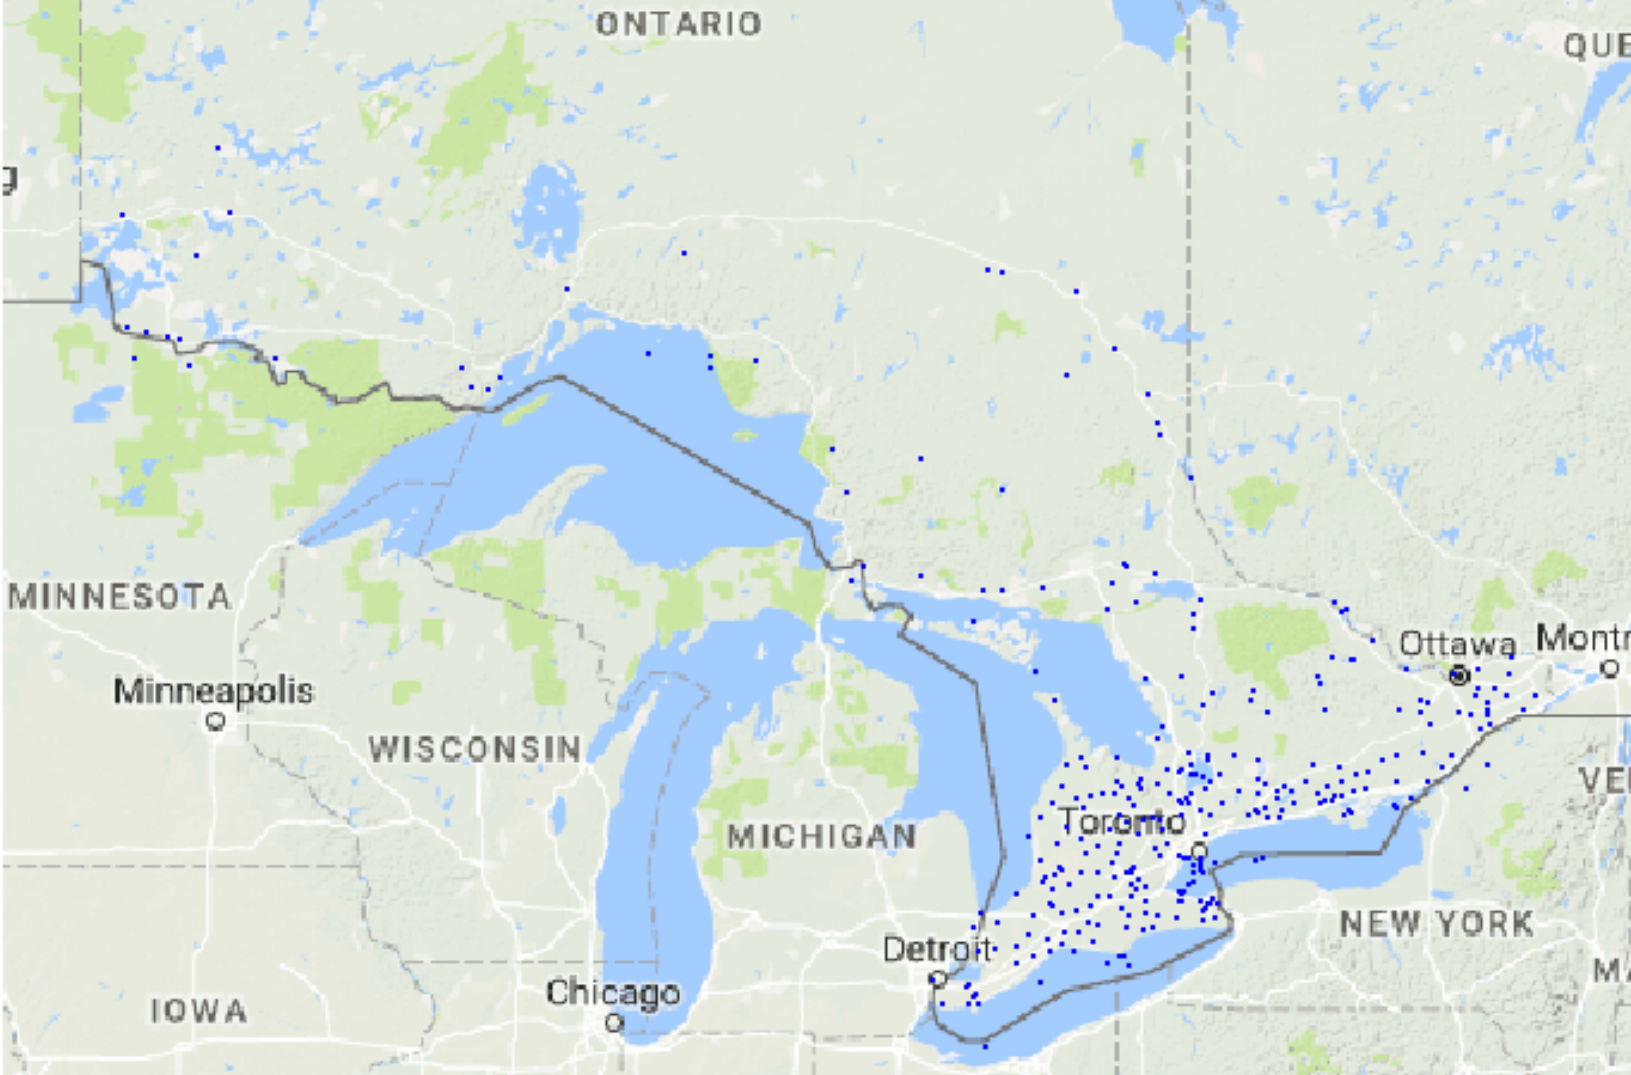 ONTARIO
QUE
g
MINNESOTA
Ottawa
Montr
Minneapolis
WISCONSIN
VE
MICHIGAN
Toronto
NEW YORK
Detroit
MA
Chicago
IOWA